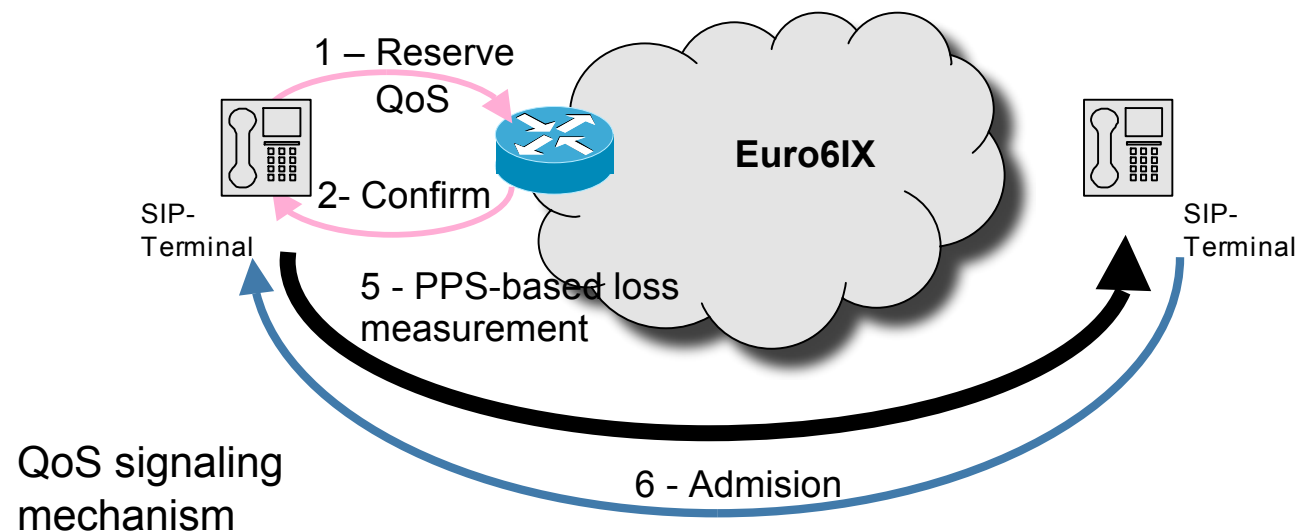 1 – Reserve
QoS
Euro6IX
2- Confirm
SIP-
Terminal
SIP-
Terminal
5 - PPS-based loss
measurement
QoS signaling
mechanism
6 - Admision